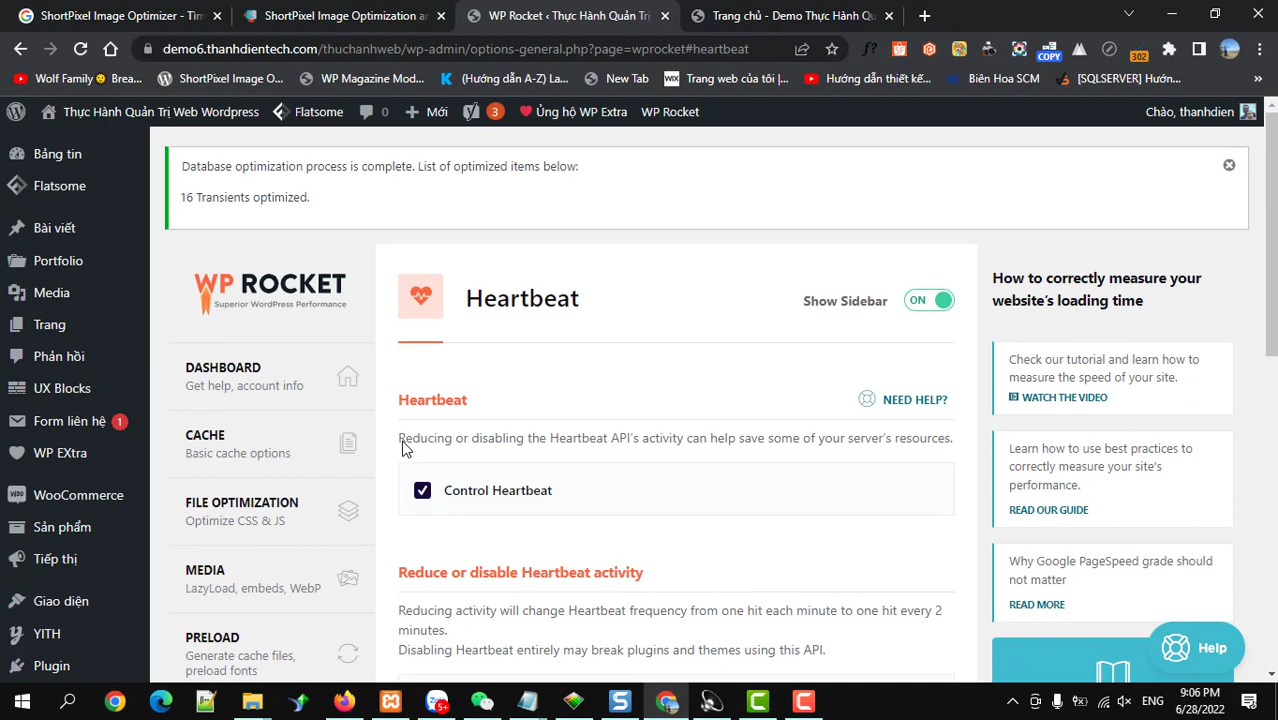 ShortPixel Image Optimizer - Tim
ShortPixel Image Optimization an
WP Rocket ‹ Thực Hành Quản Trị
Trang chủ - Demo Thực Hành Qu
demo6.thanhdientech.com/thuchanhweb/wp-admin/options-general.php?page=wprocket#heartbeat
f?
COPY
302
Wolf Family Brea...
ShortPixel Image O...
WP Magazine Mod...
(Hướng dẫn A-Z) La...
New Tab
WIX
Trang web của tôi |...
Hướng dẫn thiết kế...
Biên Hoa SCM
[SQLSERVER] Hướn...
»
Thực Hành Quản Trị Web Wordpress
Flatsome
0
Mới
3
Ủng hộ WP Extra
WP Rocket
Chào, thanhdien
Bảng tin
Flatsome
Bài viết
Portfolio
Media
Trang
Phản hồi
UX Blocks
Form liên hệ 1
WP EXtra
WooCommerce
Sản phẩm
Tiếp thị
Giao diện
YITH
Plugin
Database optimization process is complete. List of optimized items below:
16 Transients optimized.
WP ROCKET
Superior WordPress Performance
DASHBOARD
Get help, account info
CACHE
Basic cache options
FILE OPTIMIZATION
Optimize CSS & JS
MEDIA
LazyLoad, embeds, WebP
PRELOAD
Generate cache files,
preload fonts
Heartbeat
Show Sidebar
ON
Heartbeat
NEED HELP?
Reducing or disabling the Heartbeat API's activity can help save some of your server's resources.
Control Heartbeat
Reduce or disable Heartbeat activity
Reducing activity will change Heartbeat frequency from one hit each minute to one hit every 2
minutes.
Disabling Heartbeat entirely may break plugins and themes using this API.
How to correctly measure your
website's loading time
Check our tutorial and learn how to
measure the speed of your site.
WATCH THE VIDEO
Learn how to use best practices to
correctly measure your site's
performance.
READ OUR GUIDE
Why Google PageSpeed grade should
not matter
READ MORE
Help
5+
ENG
9:06 PM
6/28/2022